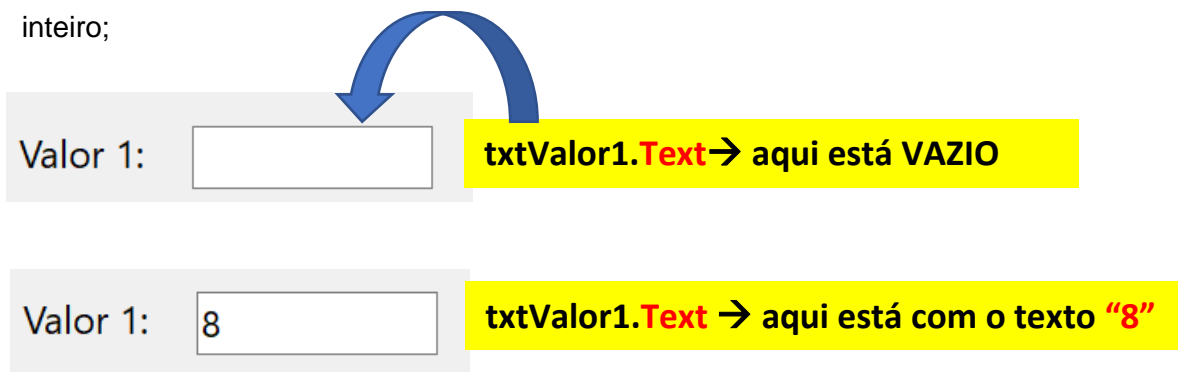 inteiro;
Valor 1:
txtValor1.Text→ aqui está VAZIO
Valor 1:
8
txtValor1.Text → aqui está com o texto “8”